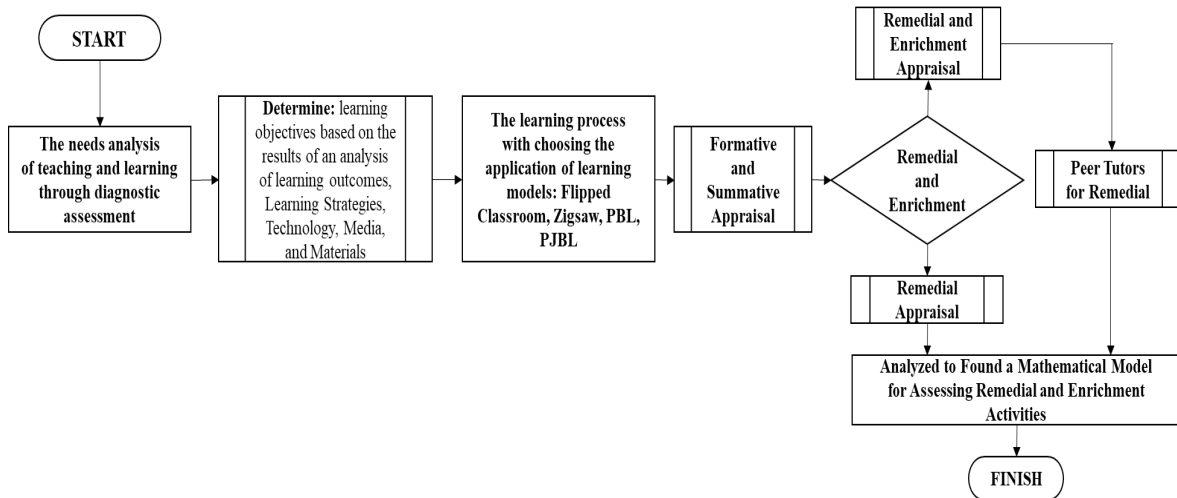 START
The needs analysis
of teaching and learning
through diagnostic
assessment
Determine: learning
objectives based on the
results of an analysis
of learning outcomes,
Learning Strategies,
Technology, Media,
and Materials
The learning process
with choosing the
application of learning
models: Flipped
Classroom, Zigsaw, PBL,
PJBL
Formative
and
Summative
Appraisal
Remedial
and
Enrichment
Remedial and
Enrichment
Appraisal
Peer Tutors
for Remedial
Remedial
Appraisal
Analyzed to Found a Mathematical Model
for Assessing Remedial and Enrichment
Activities
FINISH